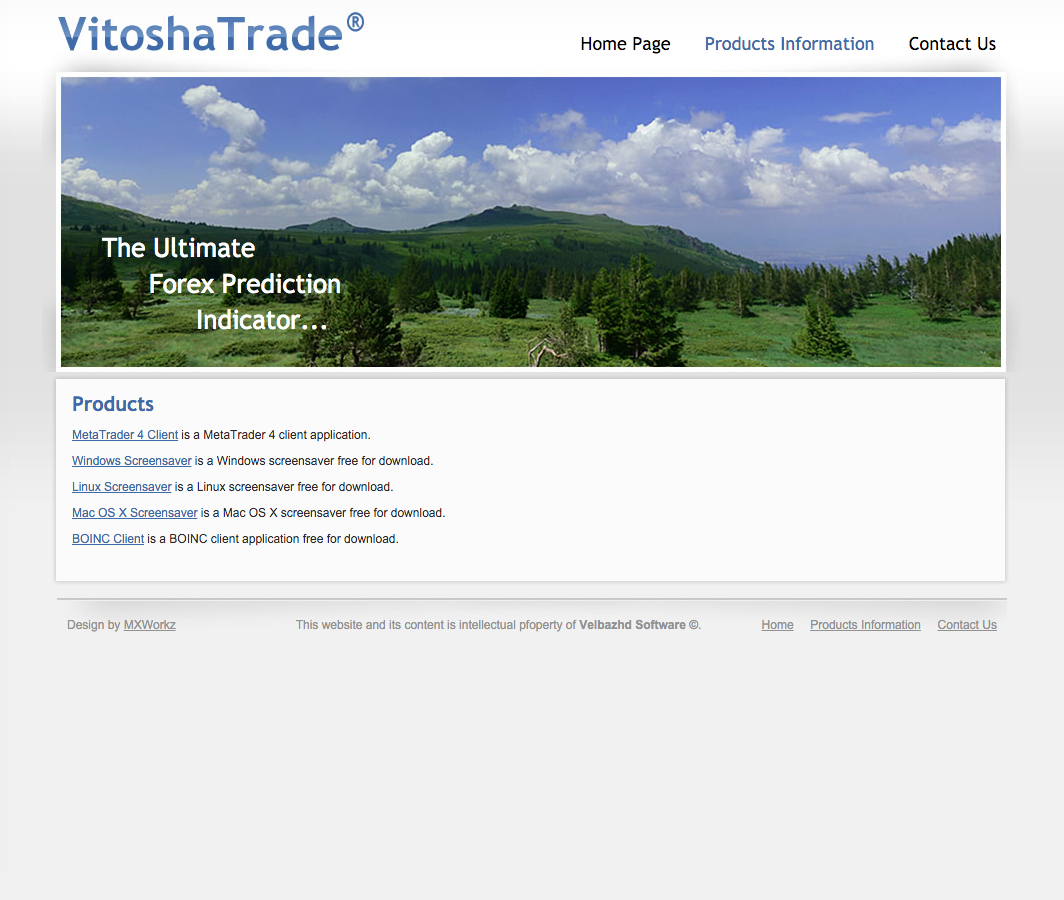 VitoshaTrade®
Home Page
Products Information
Contact Us
The Ultimate
Forex Prediction
Indicator...
Products
MetaTrader 4 Client is a MetaTrader 4 client application.
Windows Screensaver is a Windows screensaver free for download.
Linux Screensaver is a Linux screensaver free for download.
Mac OS X Screensaver is a Mac OS X screensaver free for download.
BOINC Client is a BOINC client application free for download.
Design by MXWorkz
This website and its content is intellectual pfoperty of Velbazhd Software ©.
Home
Products Information
Contact Us